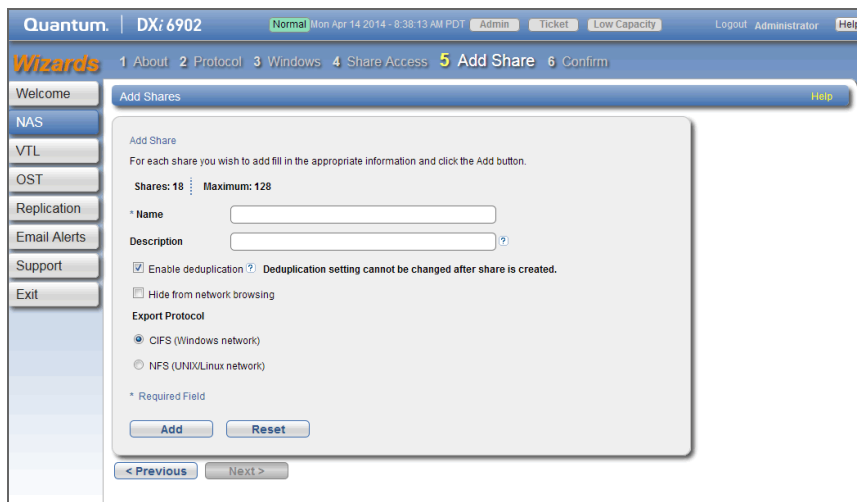 Quantum. DXi 6902 Normal Mon Apr 14 2014 - 8:38:13 AM PDT Admin Ticket Low Capacity Logout Administrator Help
Wizards 1 About 2 Protocol 3 Windows 4 Share Access 5 Add Share 6 Confirm
Welcome
NAS
VTL
OST
Replication
Email Alerts
Support
Exit
Add Shares Help
Add Share
For each share you wish to add fill in the appropriate information and click the Add button.
Shares: 18 Maximum: 128
* Name
Description ?
Enable deduplication ? Deduplication setting cannot be changed after share is created.
Hide from network browsing
Export Protocol
CIFS (Windows network)
NFS (UNIX/Linux network)
* Required Field
Add Reset
< Previous Next >